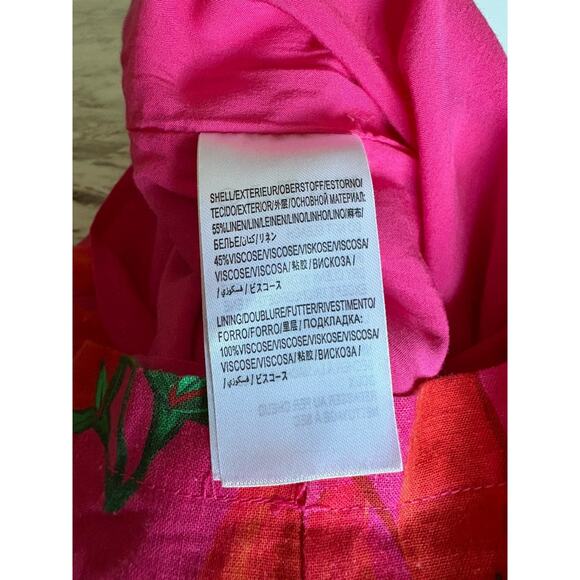 SHELL/EXTERIEUR/OBERSTOFF/ESTORNO/
TECIDO/EXTERIOR/外层/ОСНОВНОЙ МАТЕРИАЛ:
55%LINEN/LIN/LEINEN/LINO/LINHO/LINO/麻布/
БЕЛЬЕ/كتان/リネン
45%VISCOSE/VISCOSE/VISKOSE/VISCOSA/
VISCOSE/VISCOSA/粘胶/ВИСКОЗА/
فسكوزي/ビスコース
LINING/DOUBLURE/FUTTER/RIVESTIMENTO/
FORRO/FORRO/里层/ПОДКЛАДКА:
100%VISCOSE/VISCOSE/VISKOSE/VISCOSA/
VISCOSE/VISCOSA/粘胶/ВИСКОЗА/
فسكوزي/ビスコース